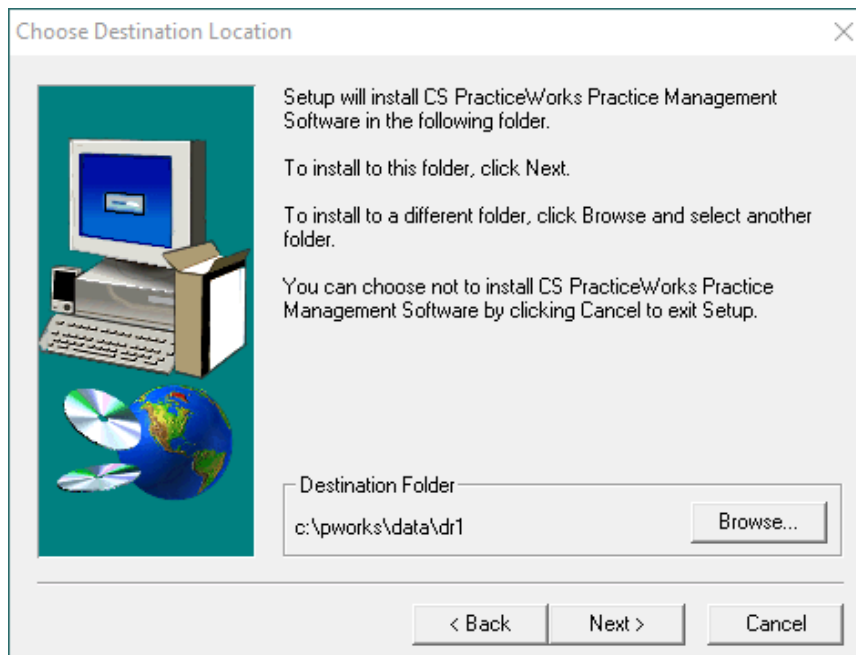 Choose Destination Location
Setup will install CS PracticeWorks Practice Management
Software in the following folder.
To install to this folder, click Next.
To install to a different folder, click Browse and select another
folder.
You can choose not to install CS PracticeWorks Practice
Management Software by clicking Cancel to exit Setup.
Destination Folder
c:\pworks\data\dr1
Browse...
< Back
Next >
Cancel